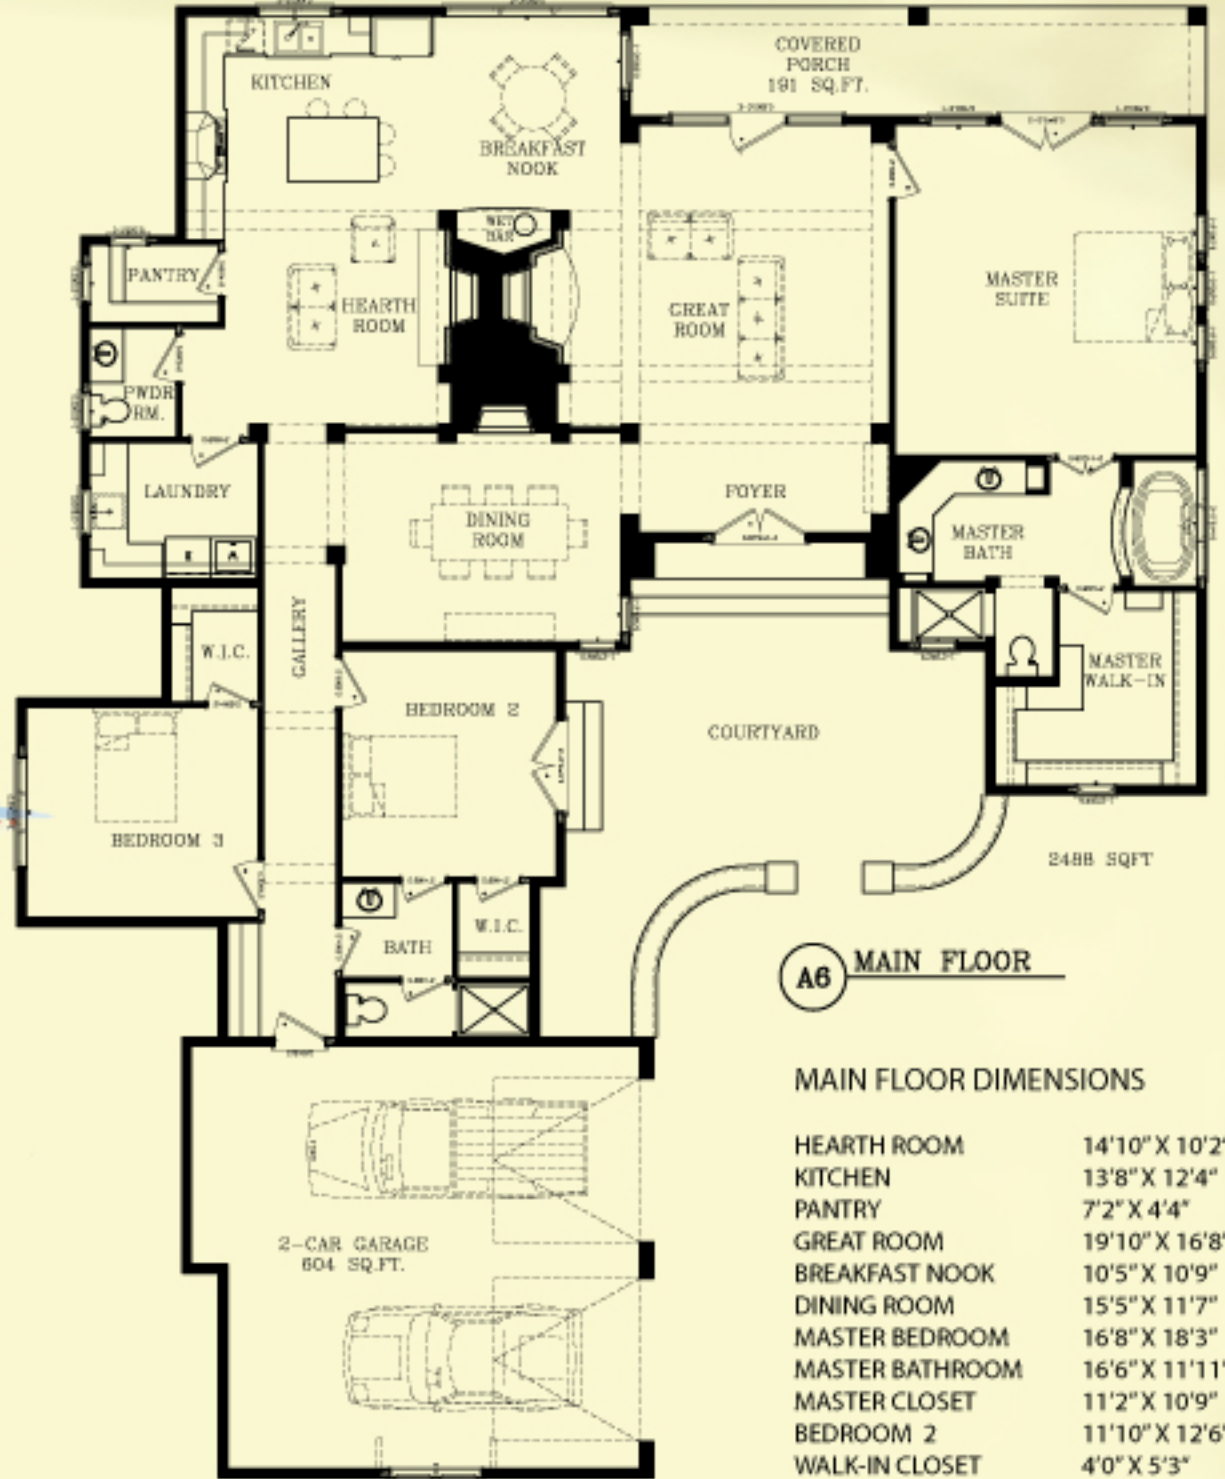 COVERED
PORCH
191 SQ.FT.
KITCHEN
BREAKFAST
NOOK
WET
BAR
PANTRY
HEARTH
ROOM
GREAT
ROOM
MASTER
SUITE
PWDR
RM.
LAUNDRY
DINING
ROOM
FOYER
MASTER
BATH
GALLERY
W.I.C.
MASTER
WALK-IN
BEDROOM 2
COURTYARD
BEDROOM 3
2488 SQFT
W.I.C.
BATH
A6 MAIN FLOOR
2-CAR GARAGE
604 SQ.FT.
MAIN FLOOR DIMENSIONS
HEARTH ROOM 14'10" X 10'2"
KITCHEN 13'8" X 12'4"
PANTRY 7'2" X 4'4"
GREAT ROOM 19'10" X 16'8"
BREAKFAST NOOK 10'5" X 10'9"
DINING ROOM 15'5" X 11'7"
MASTER BEDROOM 16'8" X 18'3"
MASTER BATHROOM 16'6" X 11'11"
MASTER CLOSET 11'2" X 10'9"
BEDROOM 2 11'10" X 12'6"
WALK-IN CLOSET 4'0" X 5'3"